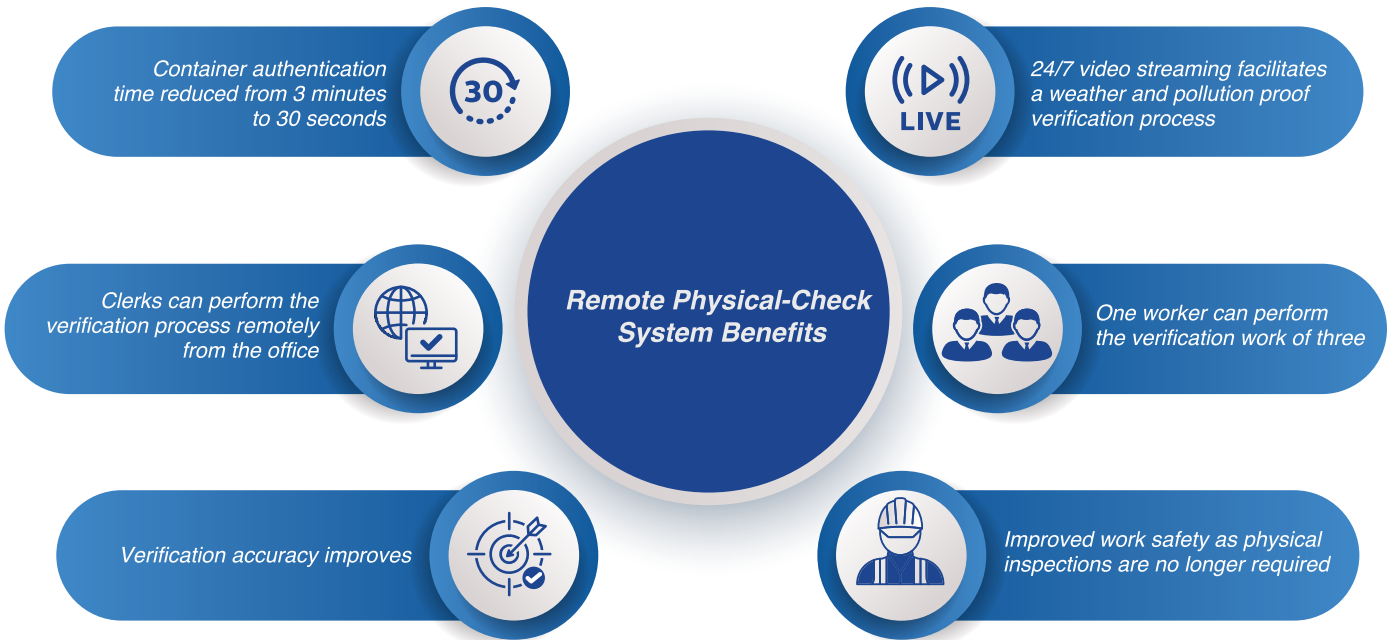 Container authentication
time reduced from 3 minutes
to 30 seconds
30
LIVE
24/7 video streaming facilitates
a weather and pollution proof
verification process
Clerks can perform the
verification process remotely
from the office
Remote Physical-Check
System Benefits
One worker can perform
the verification work of three
Verification accuracy improves
Improved work safety as physical
inspections are no longer required